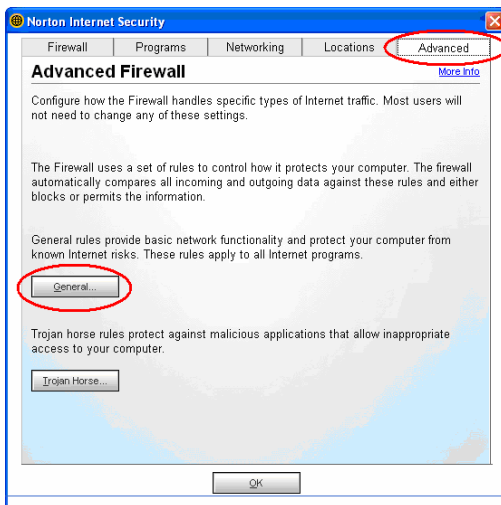 Norton Internet Security
Firewall Programs Networking Locations Advanced
Advanced Firewall
More Info
Configure how the Firewall handles specific types of Internet traffic. Most users will
not need to change any of these settings.
The Firewall uses a set of rules to control how it protects your computer. The firewall
automatically compares all incoming and outgoing data against these rules and either
blocks or permits the information.
General rules provide basic network functionality and protect your computer from
known Internet risks. These rules apply to all Internet programs.
General...
Trojan horse rules protect against malicious applications that allow inappropriate
access to your computer.
Trojan Horse...
OK